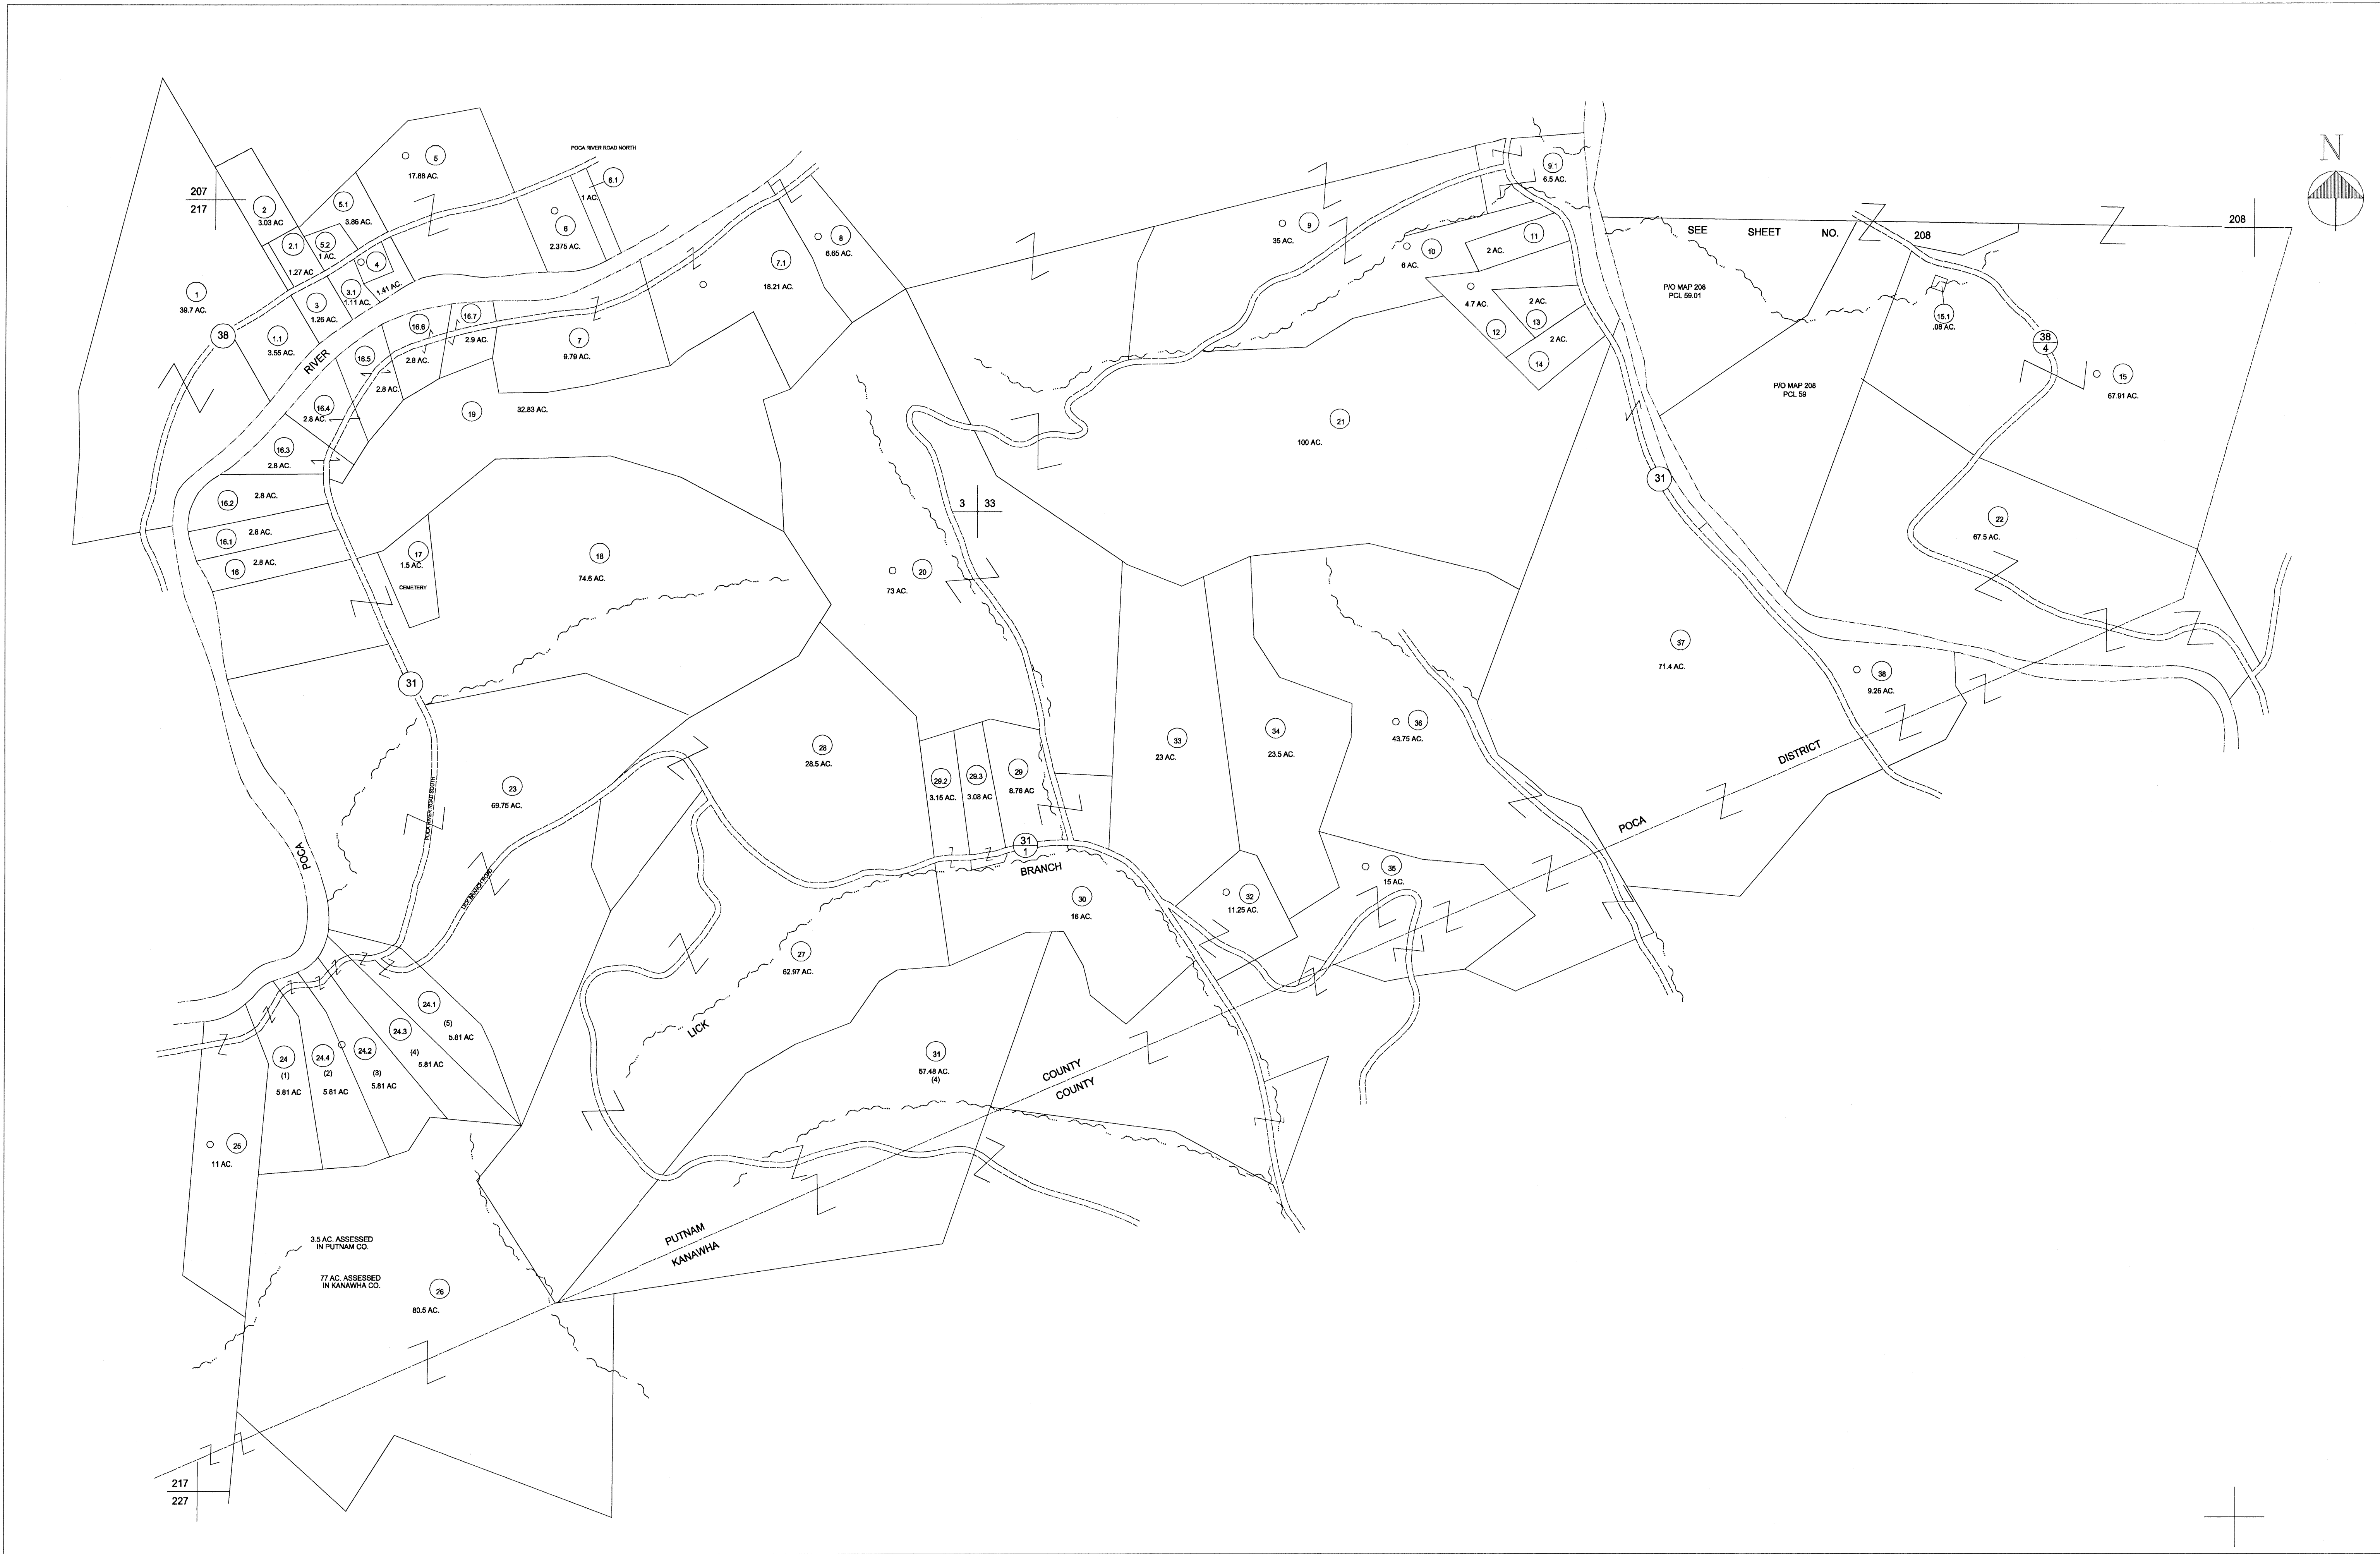 N
POCA RIVER ROAD NORTH
5
17.88 AC.
6.1
1 AC.
6
2.375 AC.
207
217
2
3.03 AC
5.1
3.86 AC.
2.1
1.27 AC
5.2
1 AC.
4
1.41 AC.
3.1
1.11 AC.
3
1.26 AC.
1
39.7 AC.
38
1.1
3.55 AC.
RIVER
7.1
18.21 AC.
8
6.65 AC.
9
35 AC.
9.1
6.5 AC.
10
6 AC.
11
2 AC.
4.7 AC.
12
2 AC.
13
2 AC.
14
SEE SHEET NO. 208
208
P/O MAP 208
PCL 59.01
15.1
.08 AC.
38
4
15
67.91 AC.
P/O MAP 208
PCL 59
16.7
2.9 AC.
16.6
2.8 AC.
16.5
2.8 AC.
16.4
2.8 AC.
16.3
2.8 AC.
16.2
2.8 AC.
16.1
2.8 AC.
16
2.8 AC.
7
9.79 AC.
19
32.83 AC.
17
1.5 AC.
CEMETERY
18
74.6 AC.
3 33
20
73 AC.
21
100 AC.
31
22
67.5 AC.
31
POCA RIVER ROAD SOUTH
23
69.75 AC.
28
28.5 AC.
29.2
3.15 AC.
29.3
3.08 AC
29
8.76 AC
33
23 AC.
34
23.5 AC.
36
43.75 AC.
37
71.4 AC.
38
9.26 AC.
DISTRICT
POCA
POCA
LICK BRANCH ROAD
31
1
BRANCH
30
16 AC.
32
11.25 AC.
35
15 AC.
27
62.97 AC.
LICK
24.1
(5)
5.81 AC
24.3
(4)
5.81 AC
24.2
(3)
5.81 AC
24.4
(2)
5.81 AC
24
(1)
5.81 AC
25
11 AC.
31
57.48 AC.
(4)
COUNTY
COUNTY
PUTNAM
KANAWHA
3.5 AC. ASSESSED
IN PUTNAM CO.
77 AC. ASSESSED
IN KANAWHA CO.
26
80.5 AC.
217
227